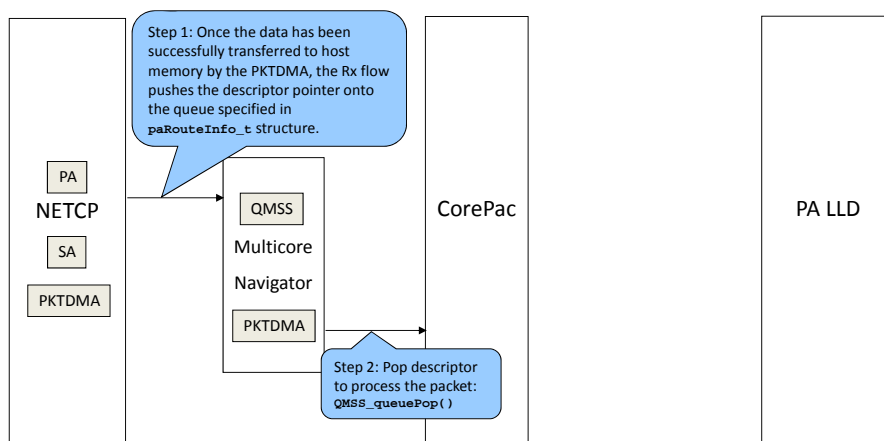 Step 1: Once the data has been
successfully transferred to host
memory by the PKTDMA, the Rx flow
pushes the descriptor pointer onto
the queue specified in
paRouteInfo_t structure.
PA
NETCP
SA
PKTDMA
QMSS
Multicore
Navigator
PKTDMA
CorePac
PA LLD
Step 2: Pop descriptor
to process the packet:
QMSS_queuePop()